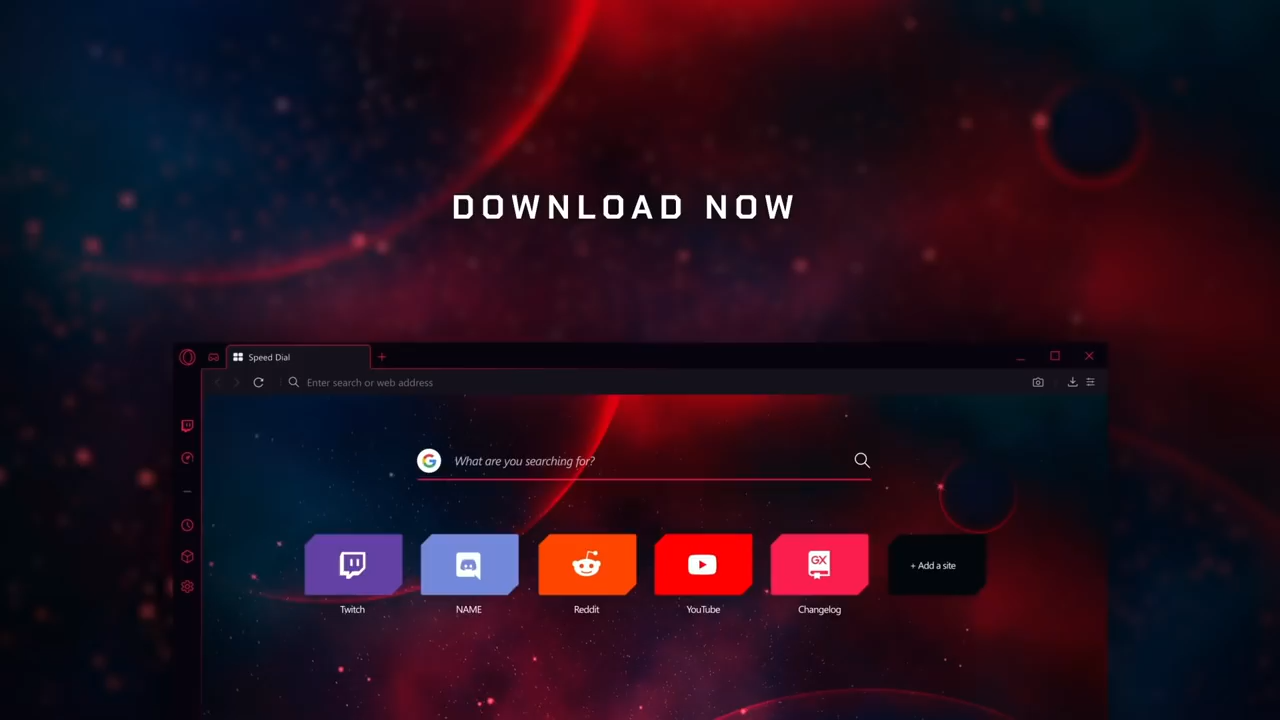 DOWNLOAD NOW
Speed Dial
Enter search or web address
What are you searching for?
GX
+ Add a site
Twitch
NAME
Reddit
YouTube
Changelog